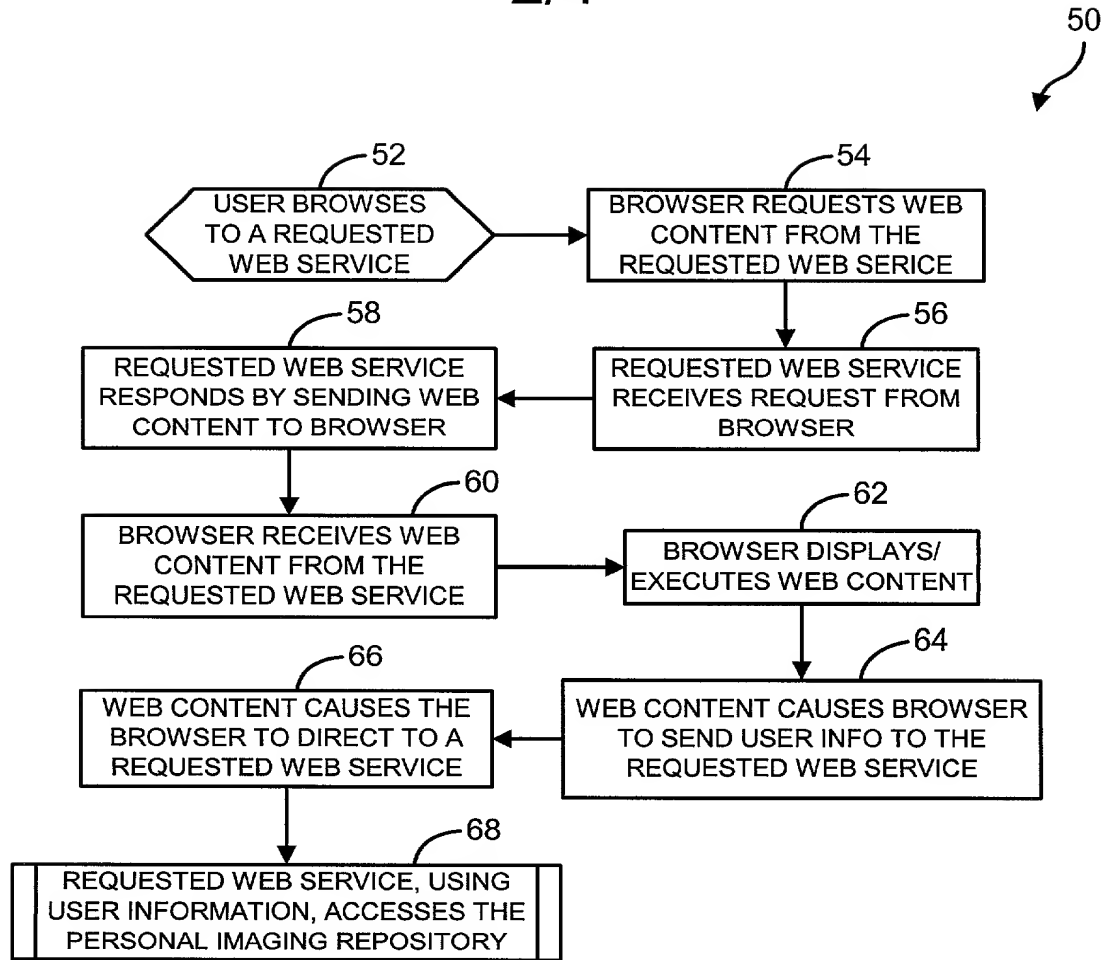 50
52
USER BROWSES
TO A REQUESTED
WEB SERVICE
54
BROWSER REQUESTS WEB
CONTENT FROM THE
REQUESTED WEB SERICE
58
REQUESTED WEB SERVICE
RESPONDS BY SENDING WEB
CONTENT TO BROWSER
56
REQUESTED WEB SERVICE
RECEIVES REQUEST FROM
BROWSER
60
BROWSER RECEIVES WEB
CONTENT FROM THE
REQUESTED WEB SERVICE
62
BROWSER DISPLAYS/
EXECUTES WEB CONTENT
66
WEB CONTENT CAUSES THE
BROWSER TO DIRECT TO A
REQUESTED WEB SERVICE
64
WEB CONTENT CAUSES BROWSER
TO SEND USER INFO TO THE
REQUESTED WEB SERVICE
68
REQUESTED WEB SERVICE, USING
USER INFORMATION, ACCESSES THE
PERSONAL IMAGING REPOSITORY